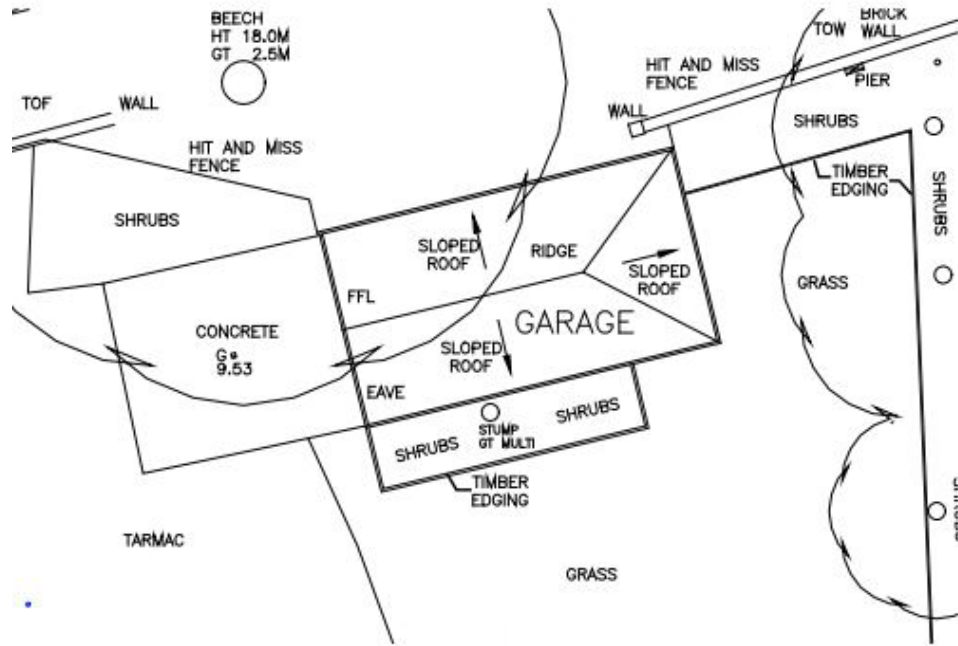 BEECH
HT 18.0M
GT 2.5M
TOW
BRICK
WALL
HIT AND MISS
FENCE
PIER
TOF
WALL
WALL
SHRUBS
HIT AND MISS
FENCE
TIMBER
EDGING
SHRUBS
SHRUBS
SLOPED
ROOF
RIDGE
SLOPED
ROOF
GRASS
FFL
GARAGE
CONCRETE
G
9.53
SLOPED
ROOF
EAVE
SHRUBS
SHRUBS
STUMP
GT MULTI
TIMBER
EDGING
TARMAC
GRASS